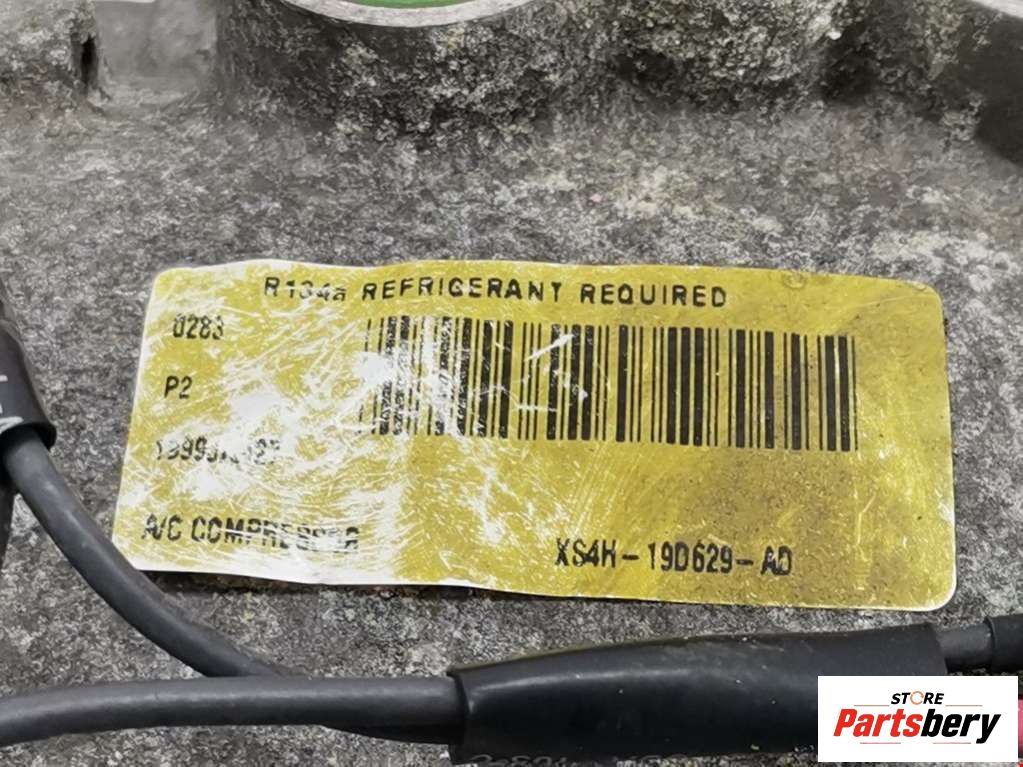 R134a REFRIGERANT REQUIRED
0283
P2
A/C COMPRESSOR
XS4H-19D629-AD
STORE
Partsbery